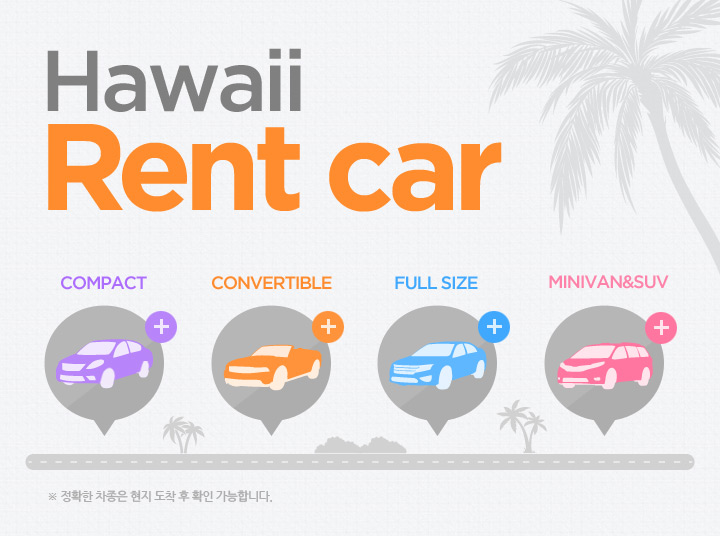 Hawaii
Rent car
COMPACT
CONVERTIBLE
FULL SIZE
MINIVAN&SUV
※ 정확한 차종은 현지 도착 후 확인 가능합니다.